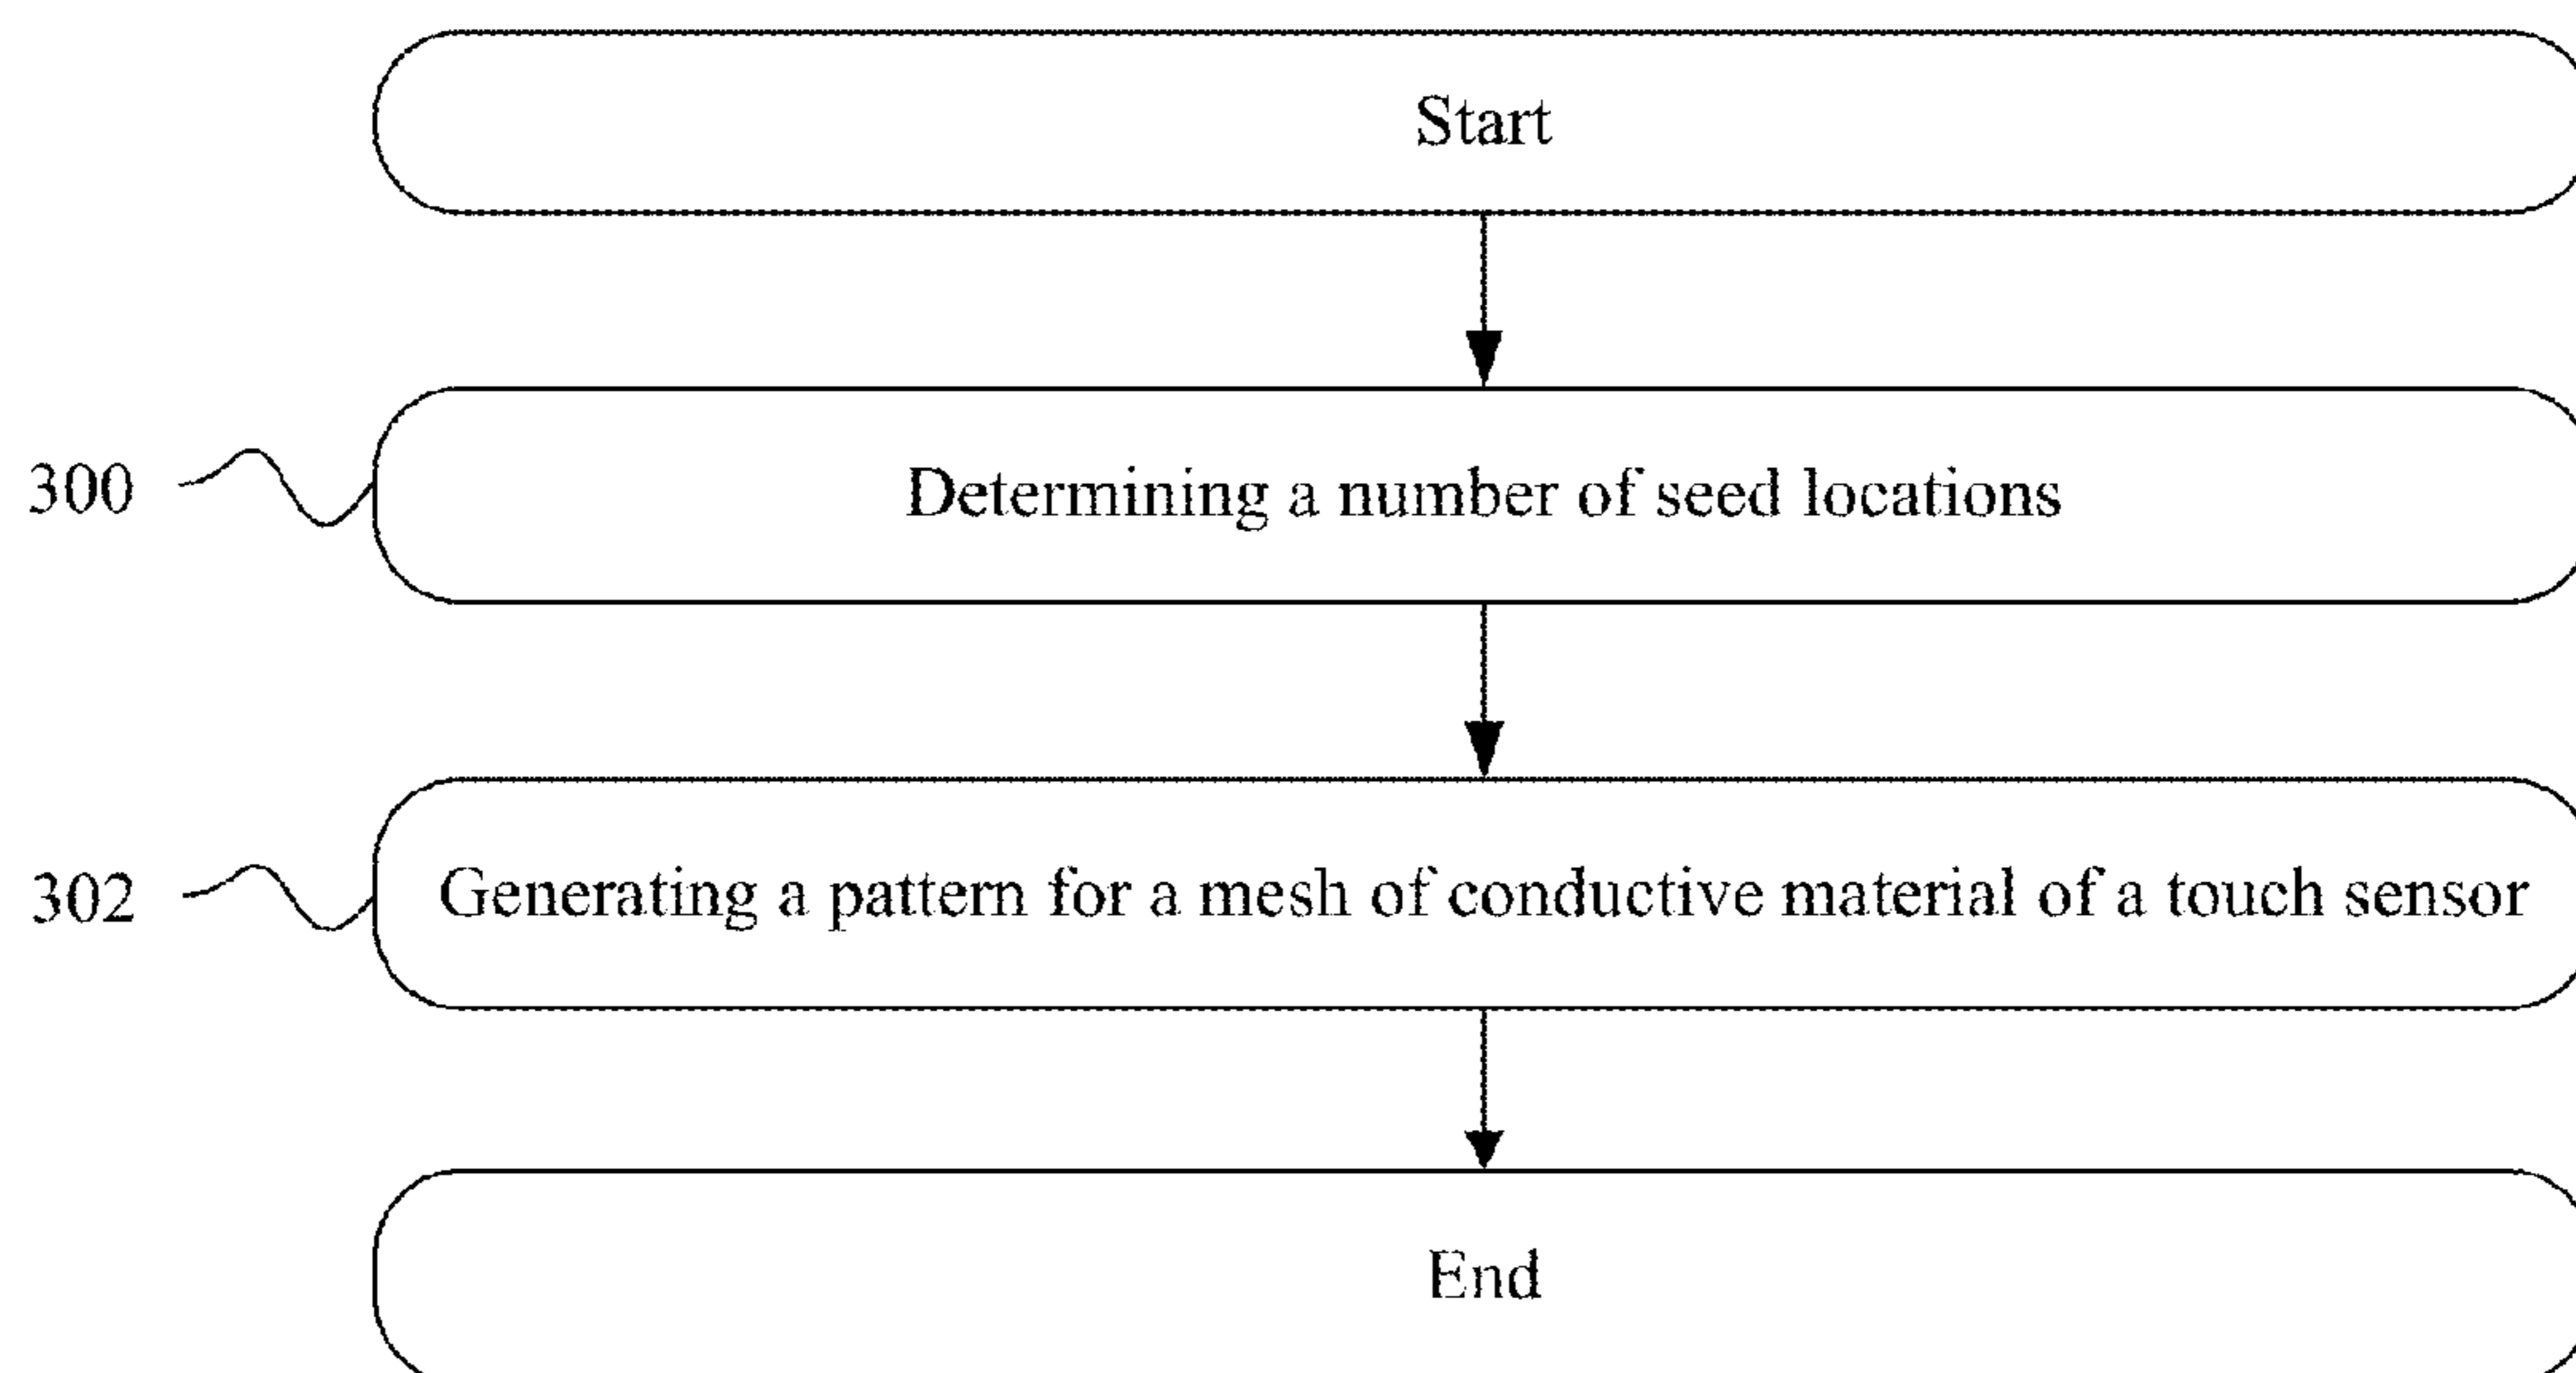 Start
300
Determining a number of seed locations
302
Generating a pattern for a mesh of conductive material of a touch sensor
End